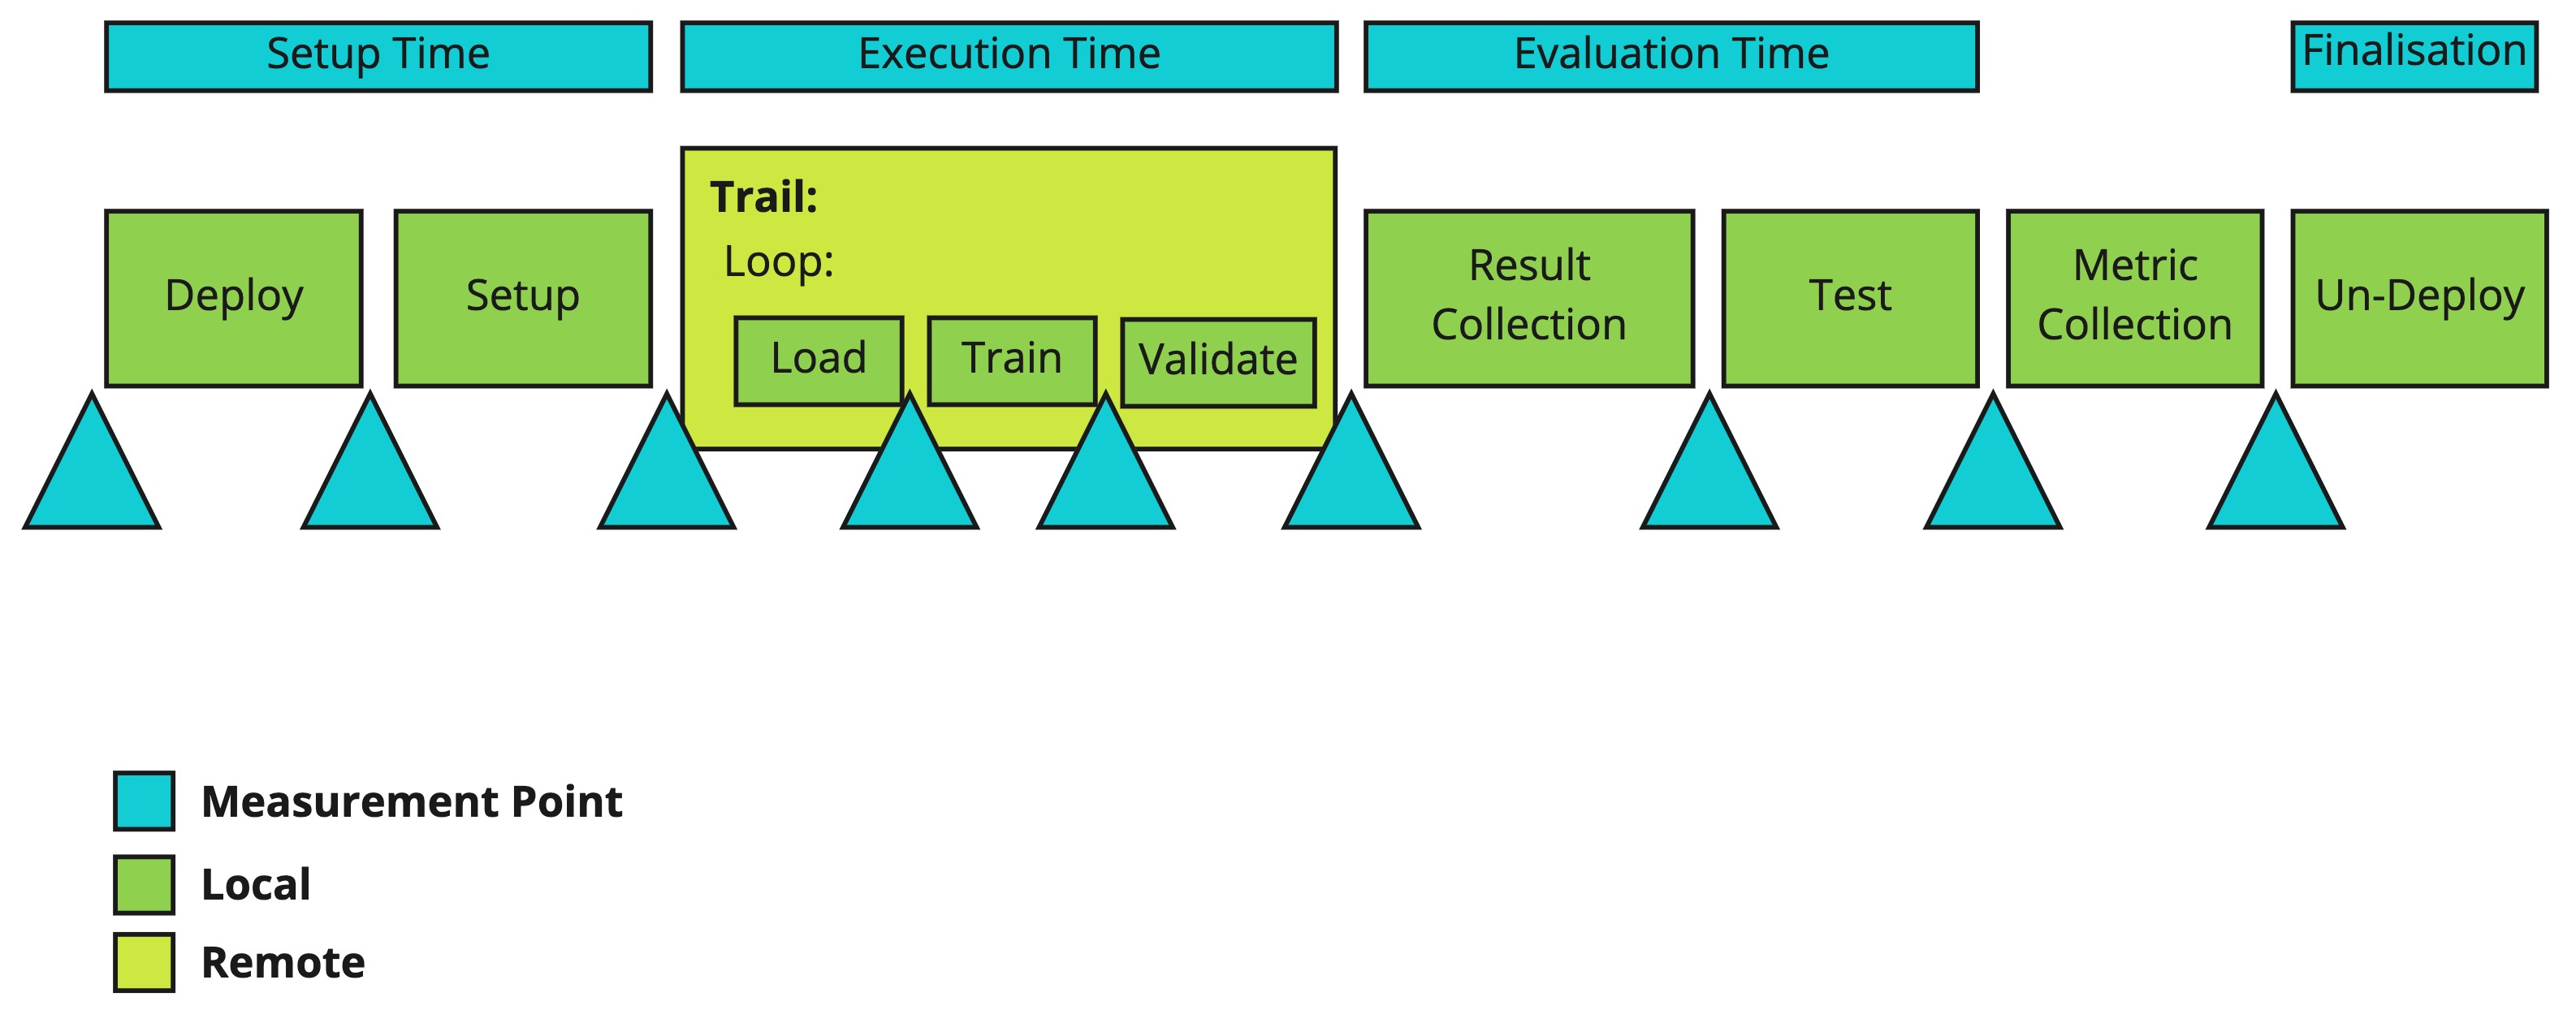 Setup Time
Execution Time
Evaluation Time
Finalisation
Deploy
Setup
Trail:
Loop:
Load
Train
Validate
Result
Collection
Test
Metric
Collection
Un-Deploy
Measurement Point
Local
Remote